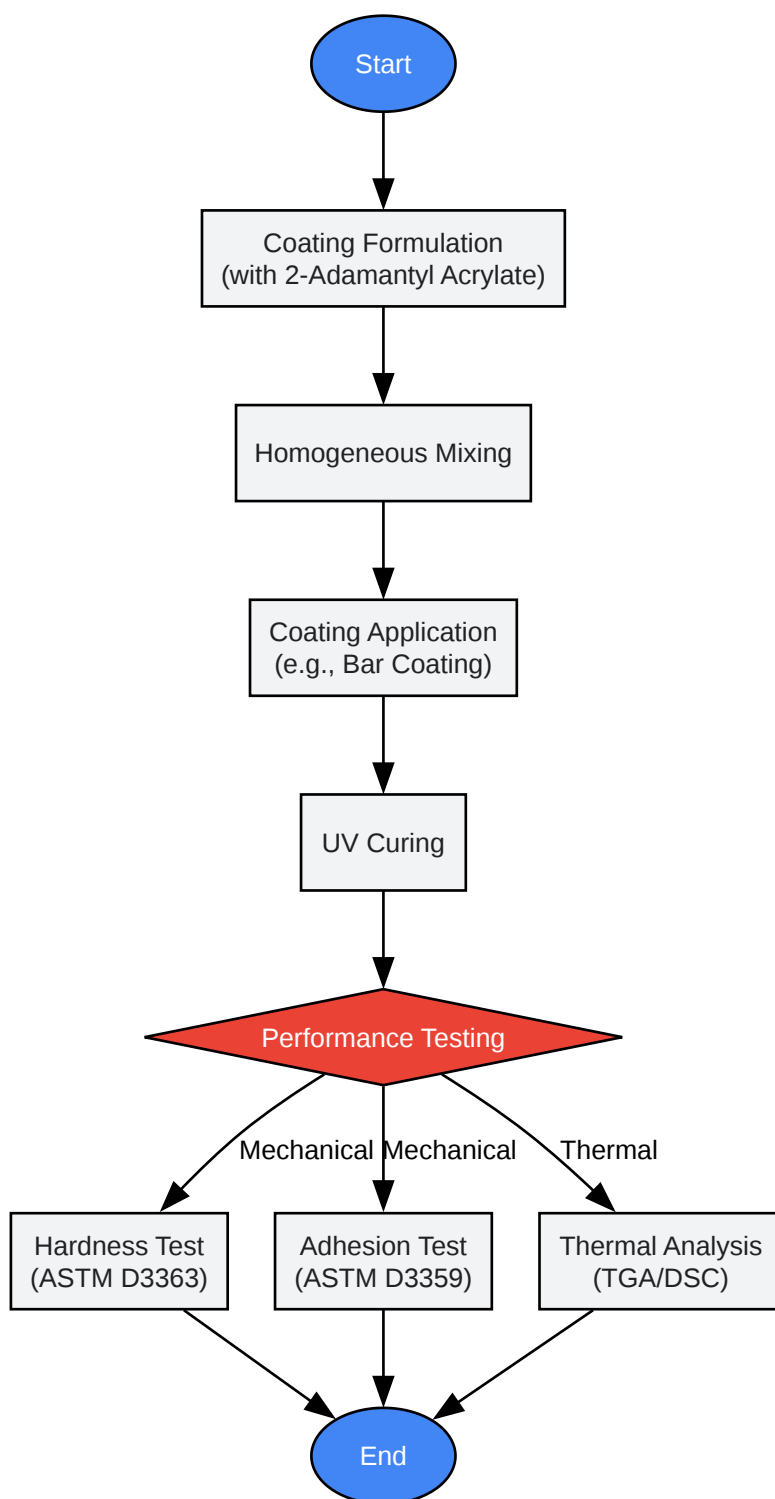 Start
Coating Formulation
(with 2-Adamantyl Acrylate)
Homogeneous Mixing
Coating Application
(e.g., Bar Coating)
UV Curing
Performance Testing
Mechanical
Mechanical
Thermal
Hardness Test
(ASTM D3363)
Adhesion Test
(ASTM D3359)
Thermal Analysis
(TGA/DSC)
End